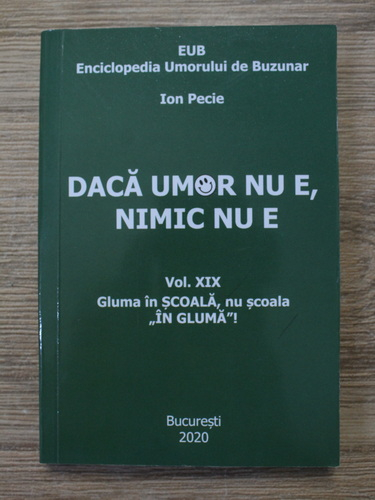 EUB
Enciclopedia Umorului de Buzunar
Ion Pecie
DACĂ UMOR NU E,
NIMIC NU E
Vol. XIX
Gluma în ŞCOALĂ, nu şcoala
„ÎN GLUMĂ”!
Bucureşti
2020